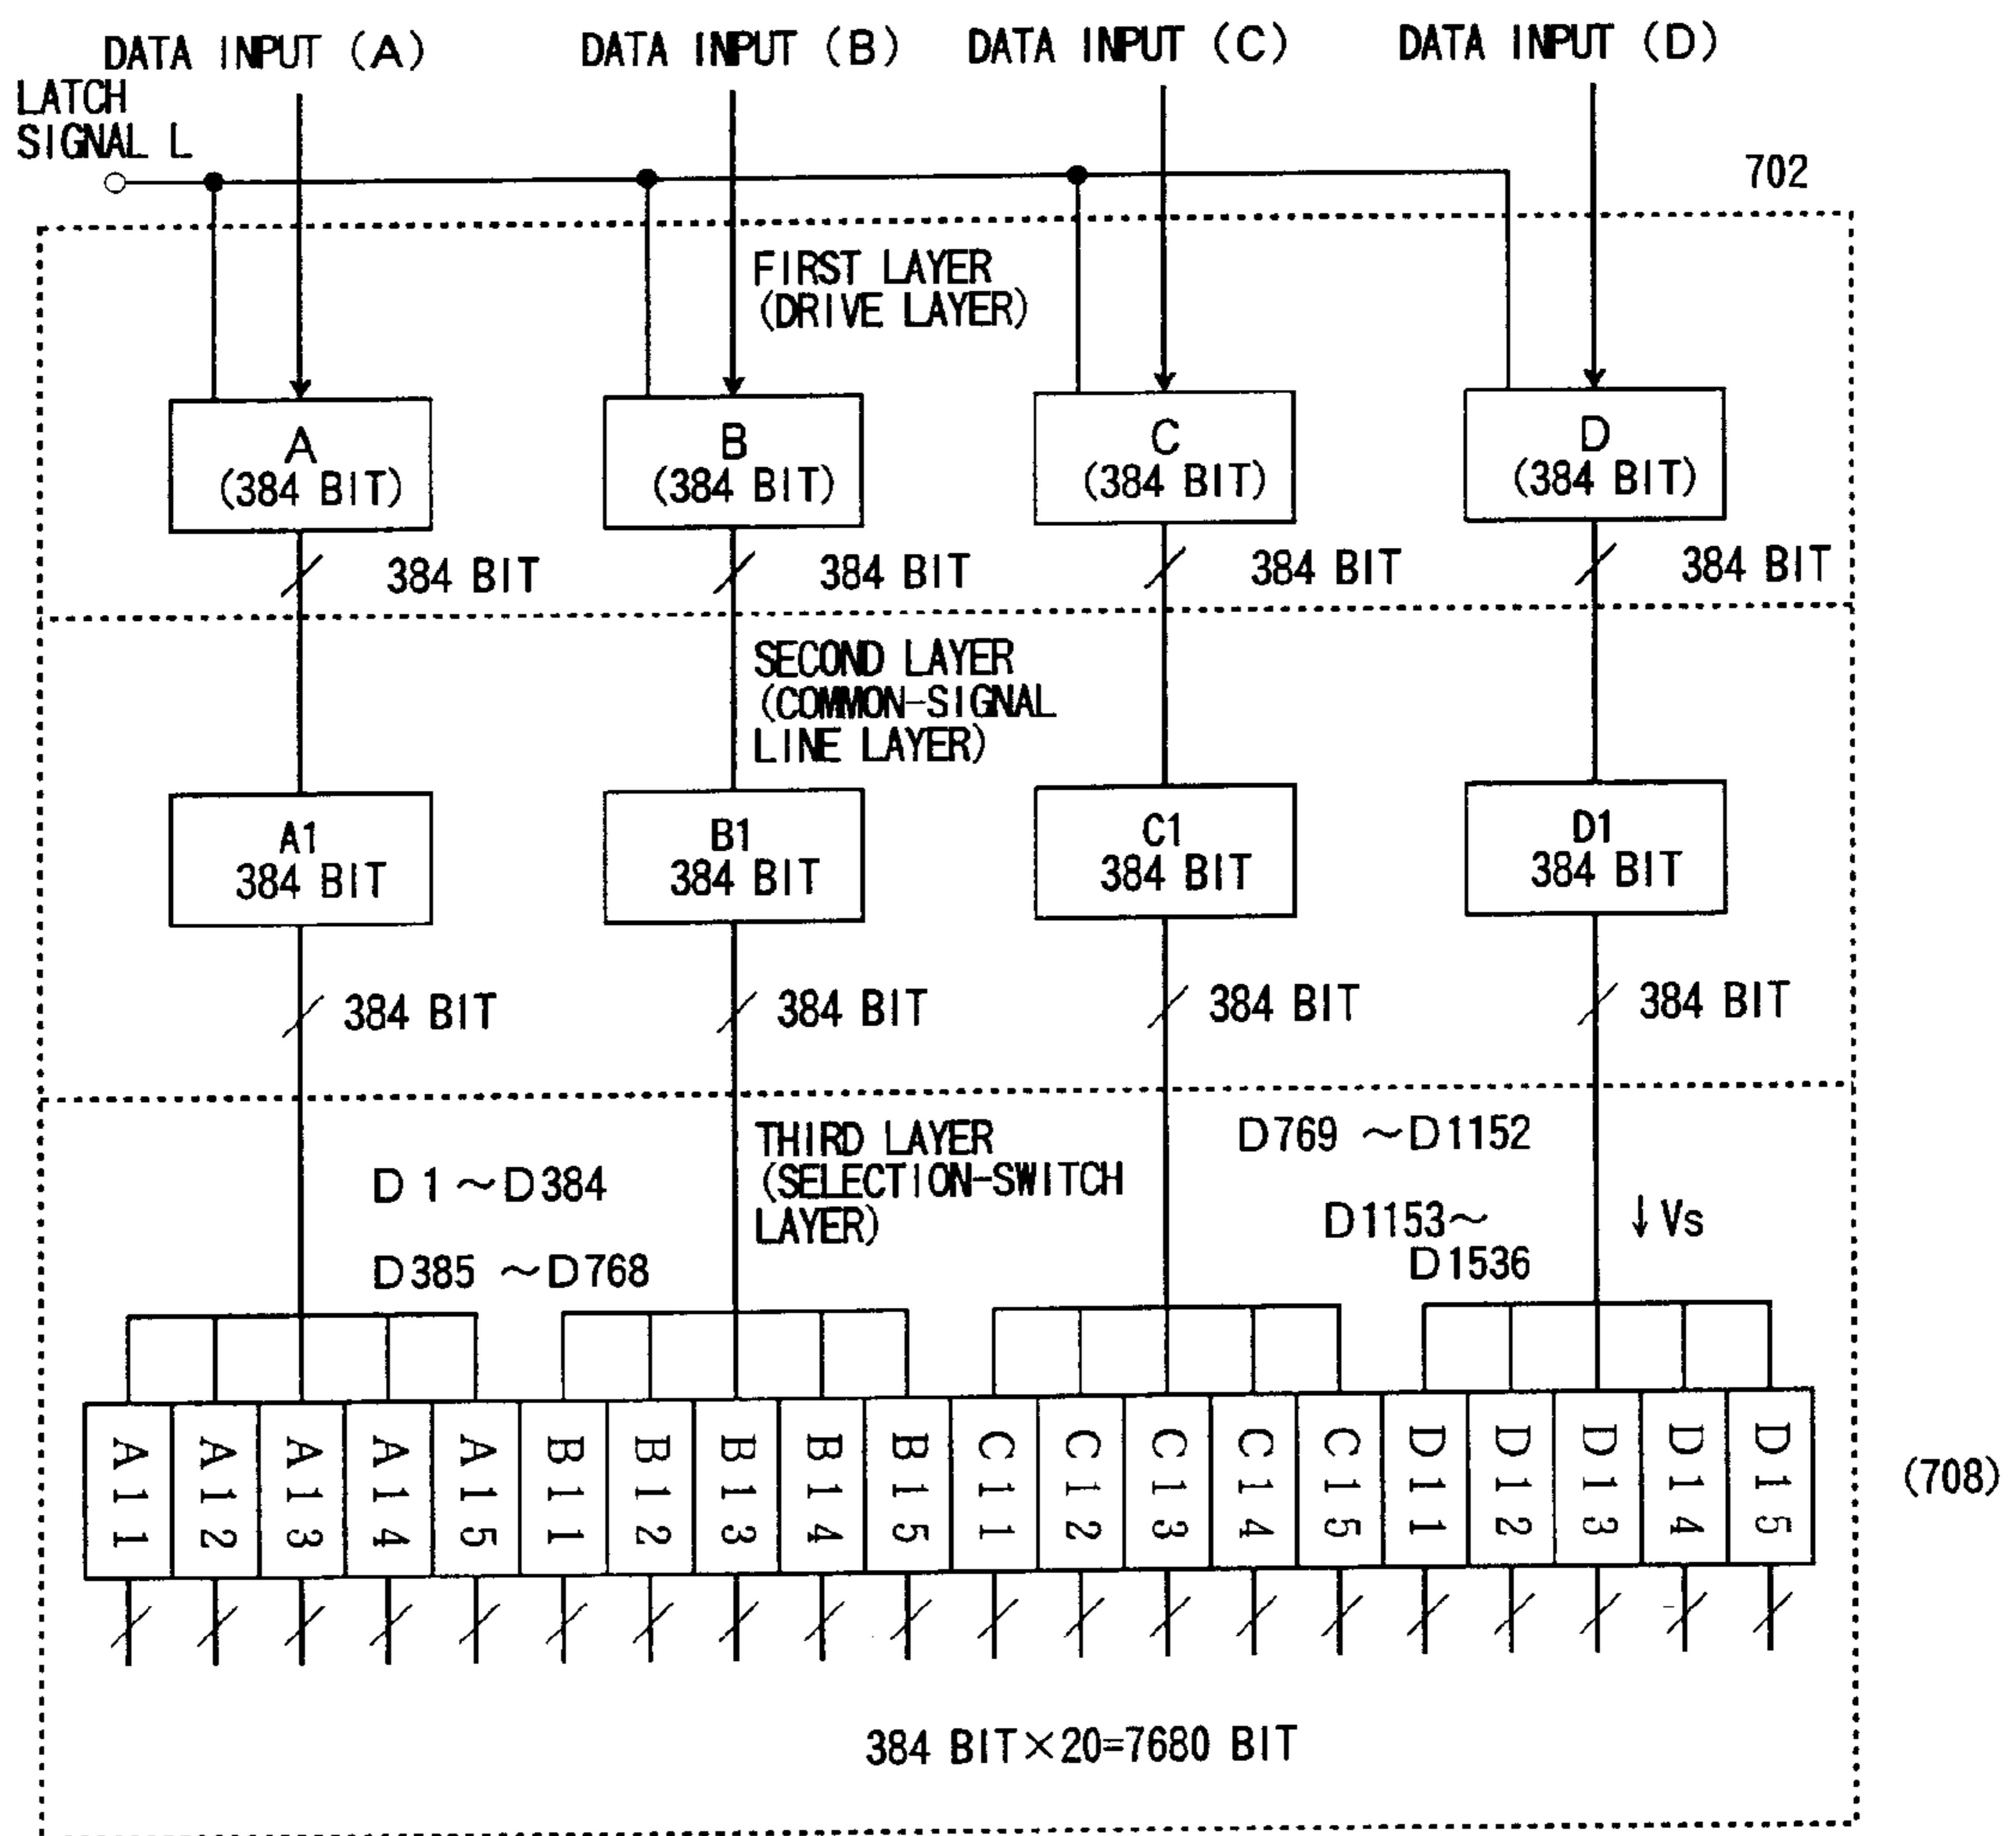 DATA INPUT (A)
DATA INPUT (B)
DATA INPUT (C)
DATA INPUT (D)
LATCH
SIGNAL L
702
FIRST LAYER
(DRIVE LAYER)
A
(384 BIT)
B
(384 BIT)
C
(384 BIT)
D
(384 BIT)
384 BIT
384 BIT
384 BIT
384 BIT
SECOND LAYER
(COMMON-SIGNAL
LINE LAYER)
A1
384 BIT
B1
384 BIT
C1
384 BIT
D1
384 BIT
384 BIT
384 BIT
384 BIT
384 BIT
THIRD LAYER
(SELECTION-SWITCH
LAYER)
D1~D384
D385 ~D768
D769 ~D1152
D1153~
D1536
↓Vs
A11
A12
A13
A14
A15
B11
B12
B13
B14
B15
C11
C12
C13
C14
C15
D11
D12
D13
D14
D15
(708)
384 BIT×20=7680 BIT